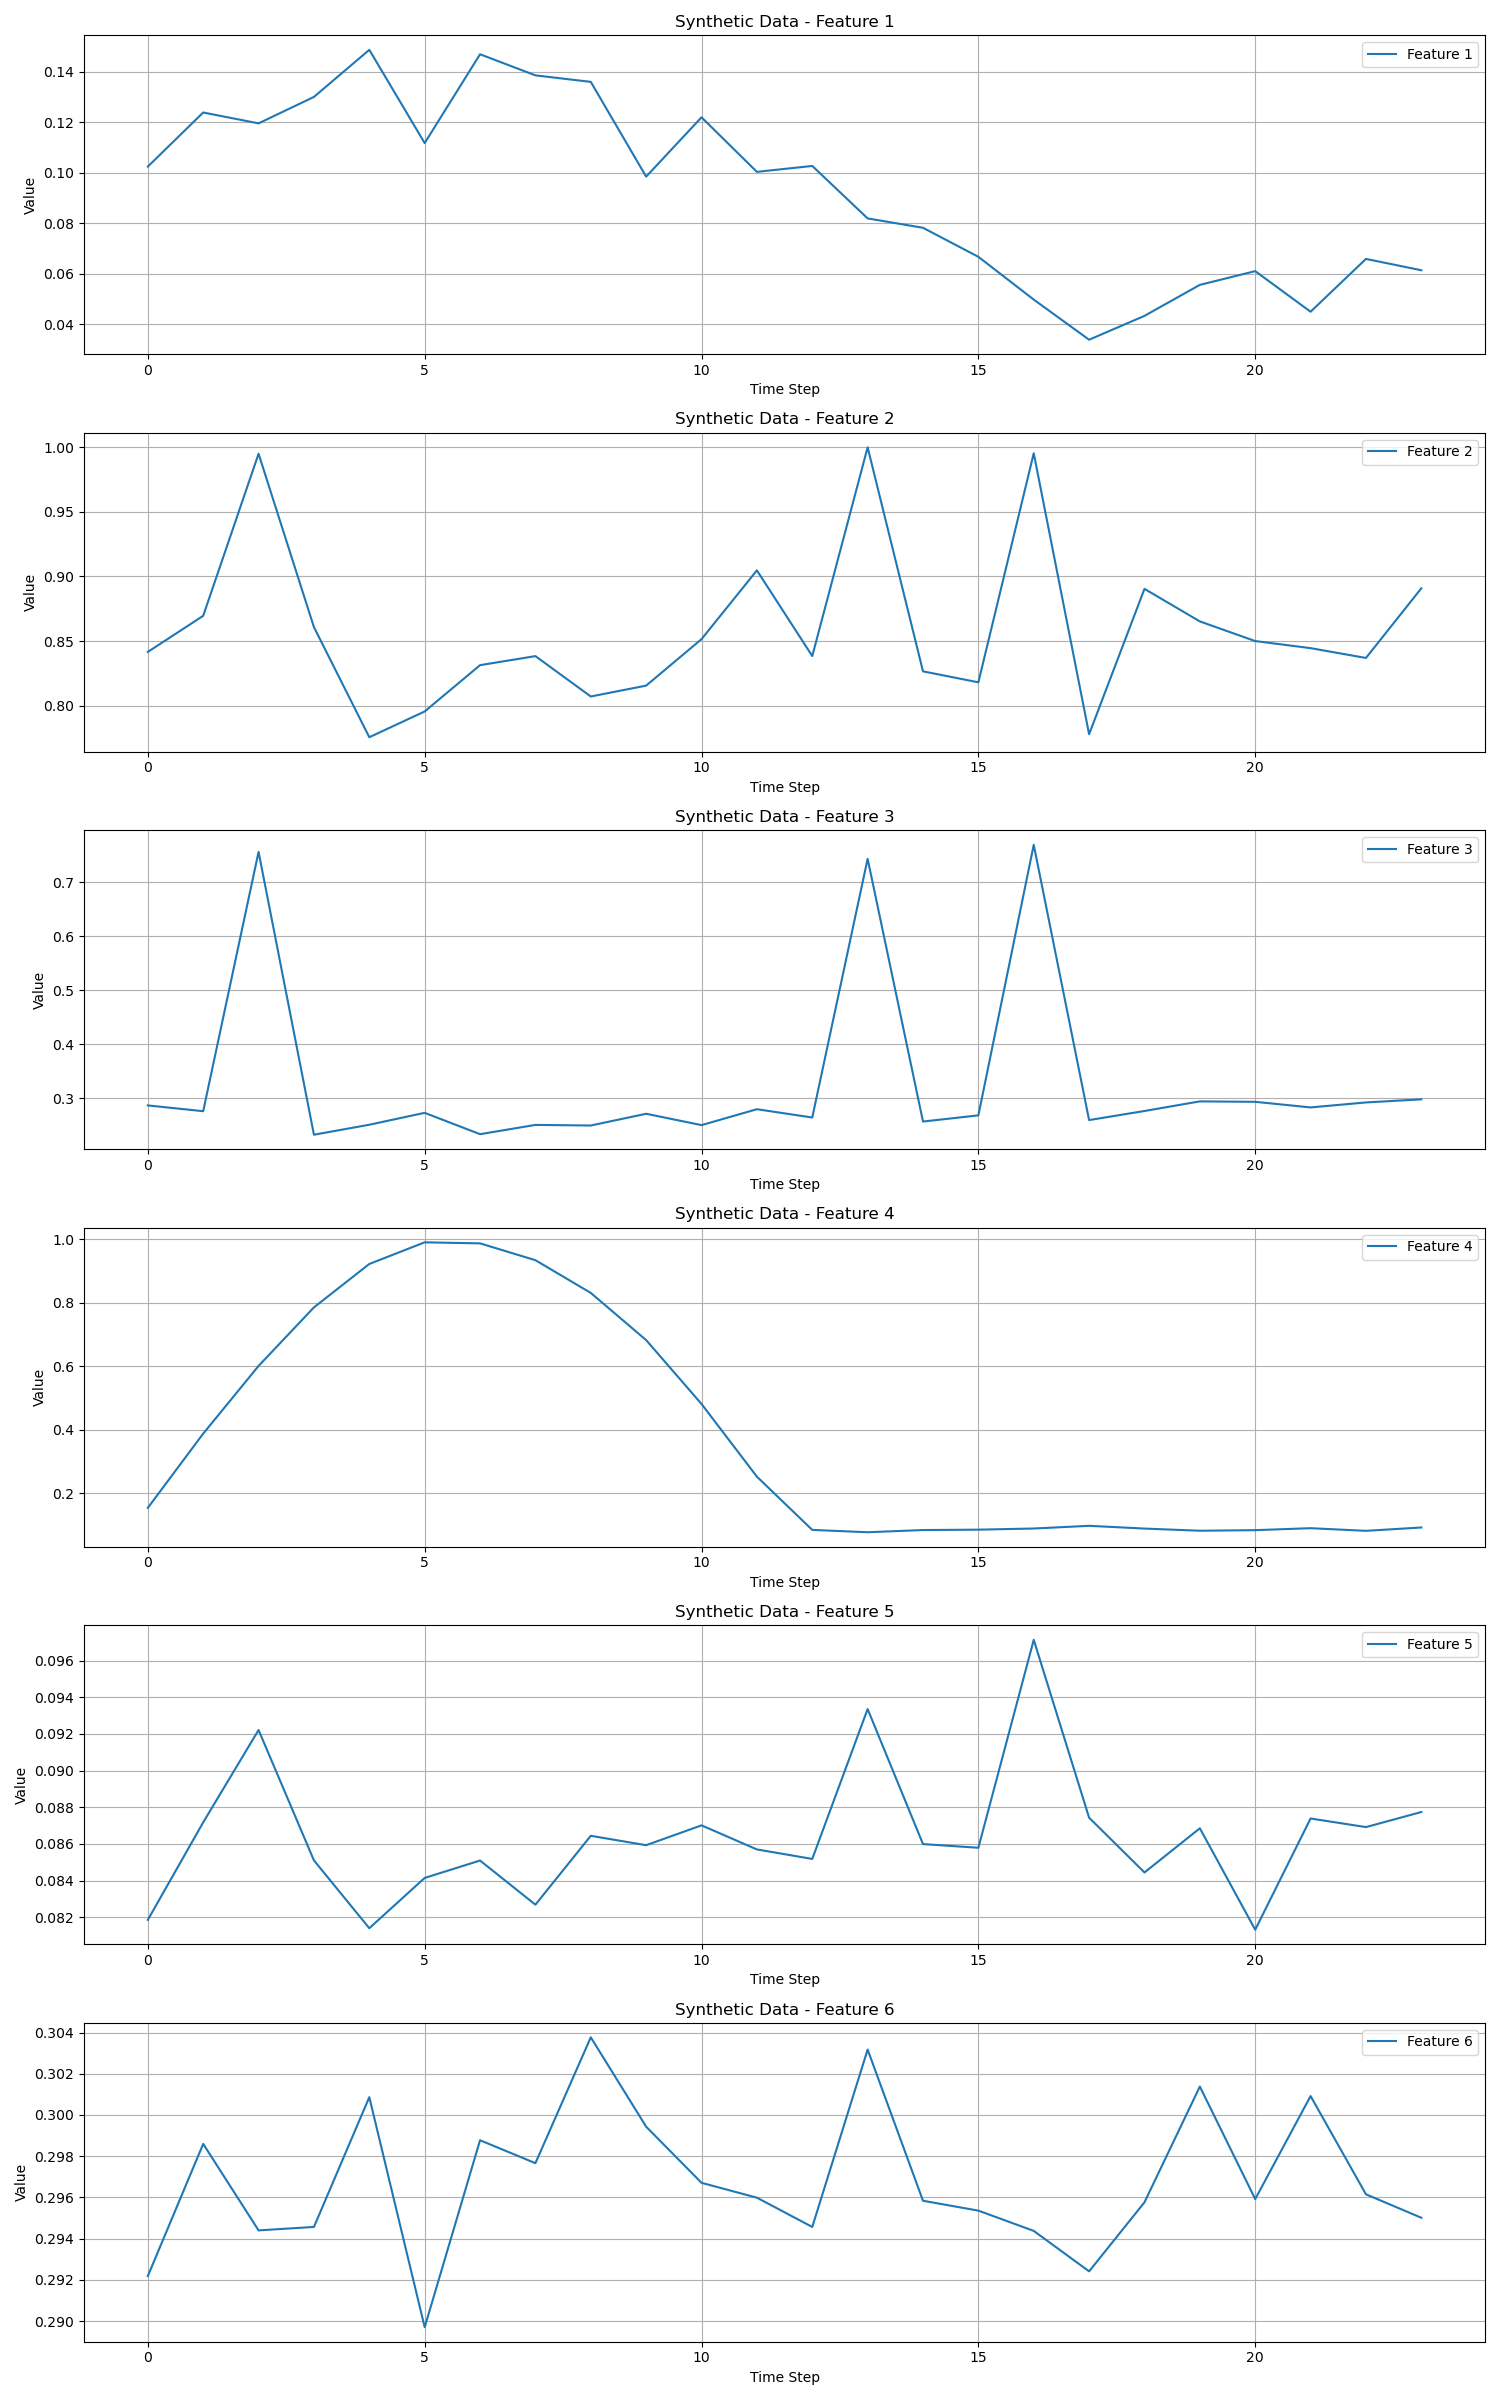 Synthetic Data - Feature 1
Feature 1
Value
0.14
0.12
0.10
0.08
0.06
0.04
0 5 10 15 20
Time Step
Synthetic Data - Feature 2
Feature 2
Value
1.00
0.95
0.90
0.85
0.80
0 5 10 15 20
Time Step
Synthetic Data - Feature 3
Feature 3
Value
0.7
0.6
0.5
0.4
0.3
0 5 10 15 20
Time Step
Synthetic Data - Feature 4
Feature 4
Value
1.0
0.8
0.6
0.4
0.2
0 5 10 15 20
Time Step
Synthetic Data - Feature 5
Feature 5
Value
0.096
0.094
0.092
0.090
0.088
0.086
0.084
0.082
0 5 10 15 20
Time Step
Synthetic Data - Feature 6
Feature 6
Value
0.304
0.302
0.300
0.298
0.296
0.294
0.292
0.290
0 5 10 15 20
Time Step